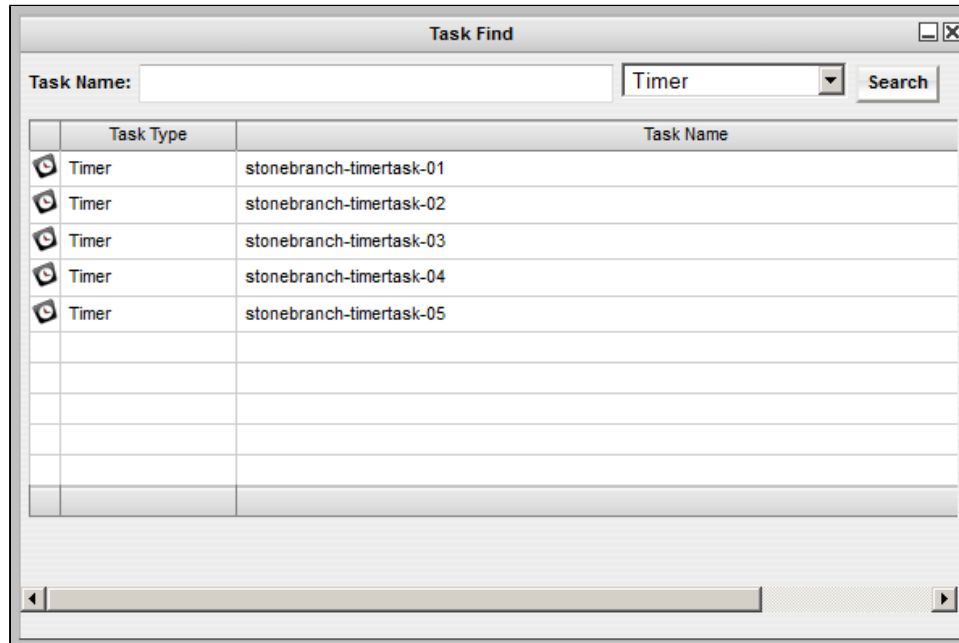 Task Find
Task Name: Timer Search
Task Type Task Name
Timer stonebranch-timertask-01
Timer stonebranch-timertask-02
Timer stonebranch-timertask-03
Timer stonebranch-timertask-04
Timer stonebranch-timertask-05